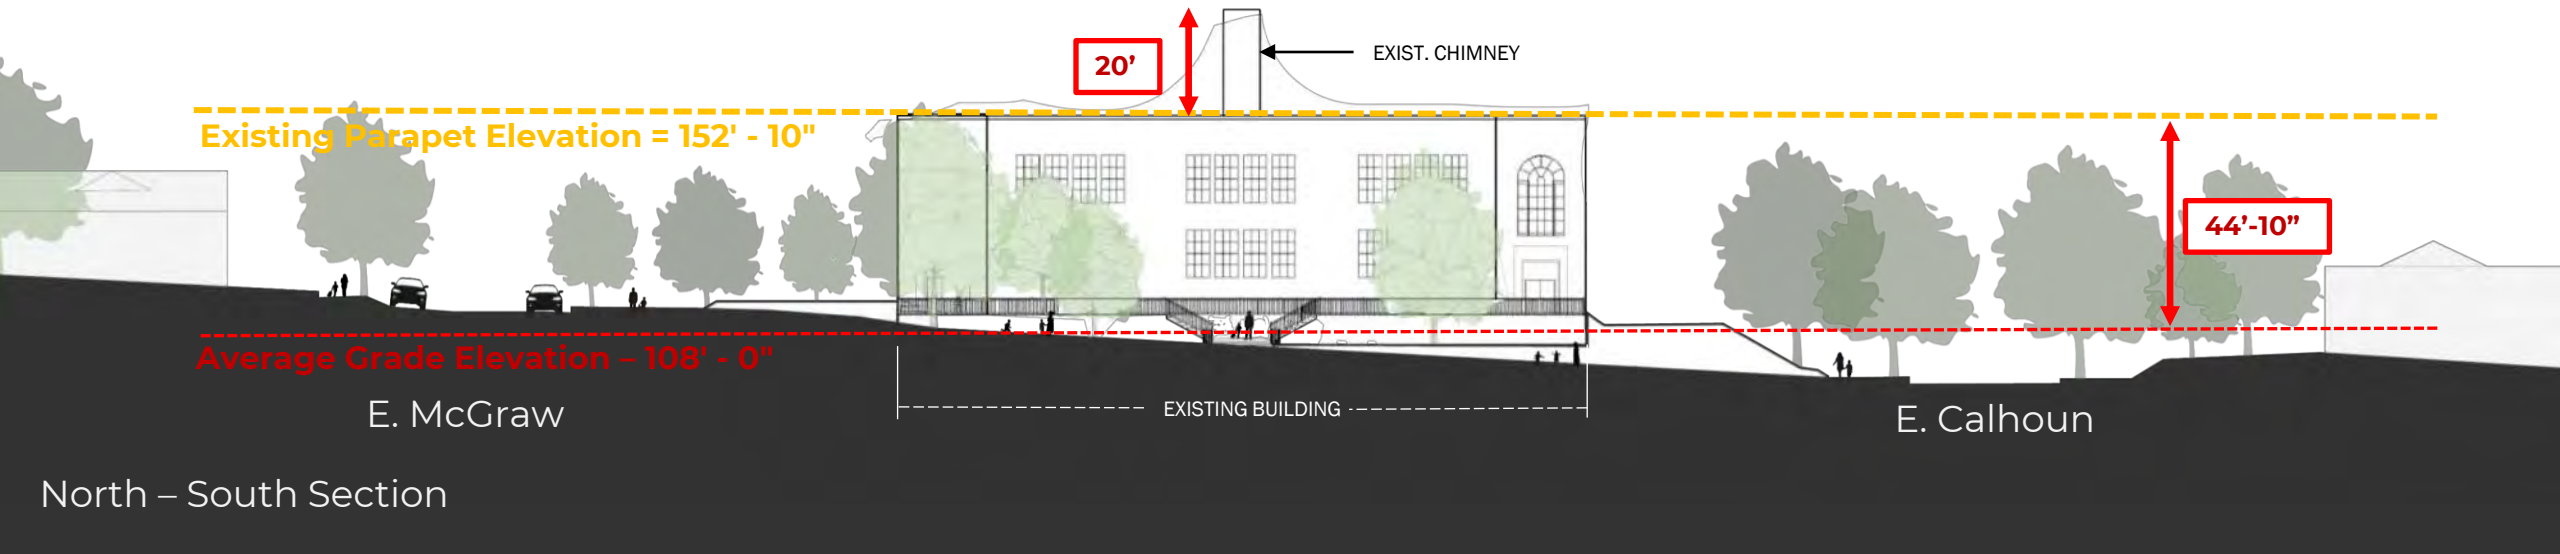 20’
EXIST. CHIMNEY
Existing Parapet Elevation = 152' - 10"
44’-10”
Average Grade Elevation – 108' - 0"
E. McGraw
EXISTING BUILDING
E. Calhoun
North – South Section